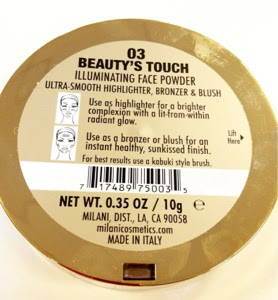 03
BEAUTY'S TOUCH
ILLUMINATING FACE POWDER
ULTRA-SMOOTH HIGHLIGHTER, BRONZER & BLUSH
Use as highlighter for a brighter
complexion with a lit-from-within
radiant glow.
Lift
Here
Use as a bronzer or blush for an
instant healthy, sunkissed finish.
For best results use a kabuki style brush.
7 17489 75003 5
NET WT. 0.35 OZ / 10g ℮
MILANI, DIST., LA, CA 90058
milanicosmetics.com
MADE IN ITALY